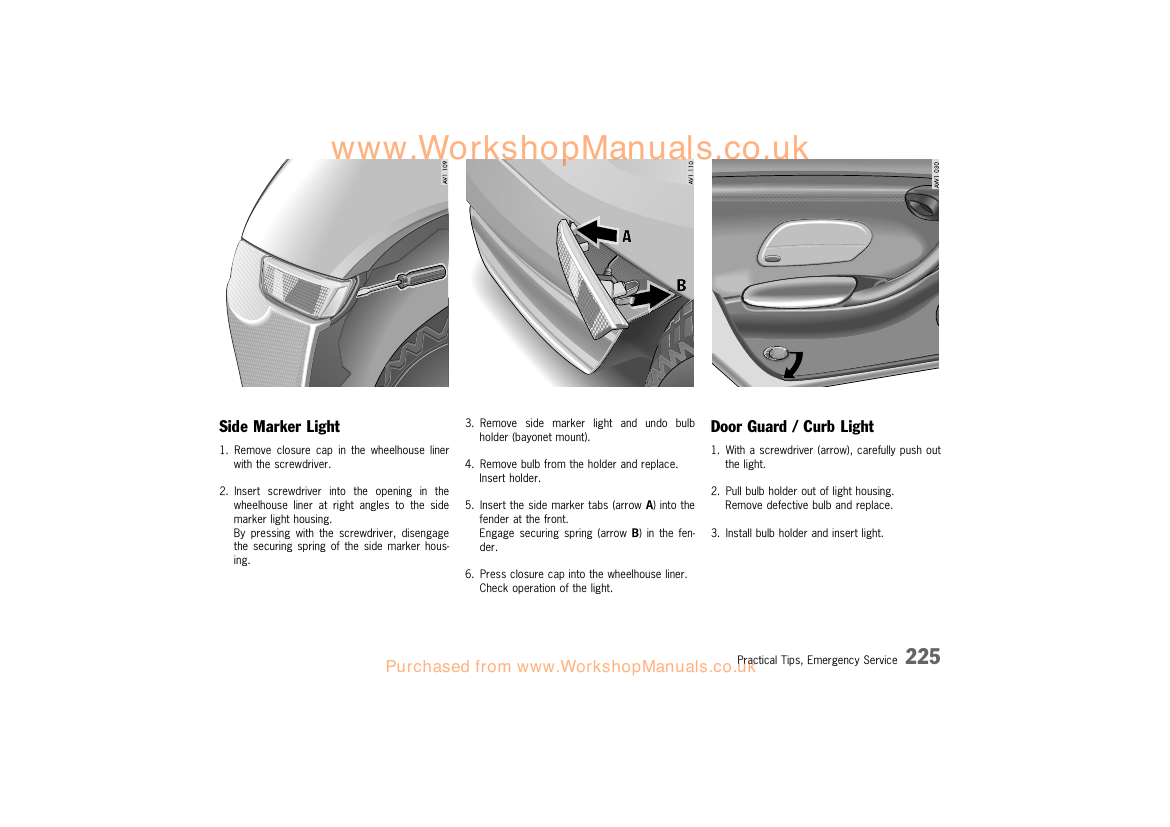 www.WorkshopManuals.co.uk
AV1 109
AV1 110
A
B
AW1 030
Side Marker Light
1. Remove closure cap in the wheelhouse liner
with the screwdriver.
2. Insert screwdriver into the opening in the
wheelhouse liner at right angles to the side
marker light housing.
By pressing with the screwdriver, disengage
the securing spring of the side marker hous-
ing.
3. Remove side marker light and undo bulb
holder (bayonet mount).
4. Remove bulb from the holder and replace.
Insert holder.
5. Insert the side marker tabs (arrow A) into the
fender at the front.
Engage securing spring (arrow B) in the fen-
der.
6. Press closure cap into the wheelhouse liner.
Check operation of the light.
Door Guard / Curb Light
1. With a screwdriver (arrow), carefully push out
the light.
2. Pull bulb holder out of light housing.
Remove defective bulb and replace.
3. Install bulb holder and insert light.
Practical Tips, Emergency Service 225
Purchased from www.WorkshopManuals.co.uk